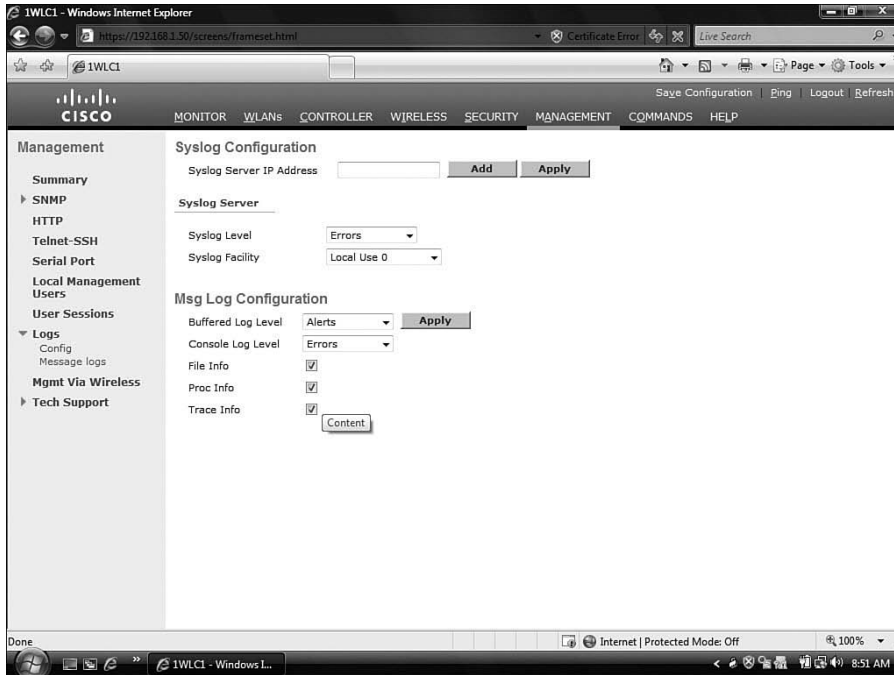 1WLC1 - Windows Internet Explorer
https://192.168.1.50/screens/frameset.html
Certificate Error
Live Search
1WLC1
Page
Tools
Save Configuration | Ping | Logout | Refresh
CISCO
MONITOR WLANs CONTROLLER WIRELESS SECURITY MANAGEMENT COMMANDS HELP
Management
Summary
SNMP
HTTP
Telnet-SSH
Serial Port
Local Management
Users
User Sessions
Logs
Config
Message logs
Mgmt Via Wireless
Tech Support
Syslog Configuration
Syslog Server IP Address Add Apply
Syslog Server
Syslog Level Errors
Syslog Facility Local Use 0
Msg Log Configuration
Buffered Log Level Alerts Apply
Console Log Level Errors
File Info
Proc Info
Trace Info
Content
Done
Internet | Protected Mode: Off
100%
1WLC1 - Windows I...
8:51 AM